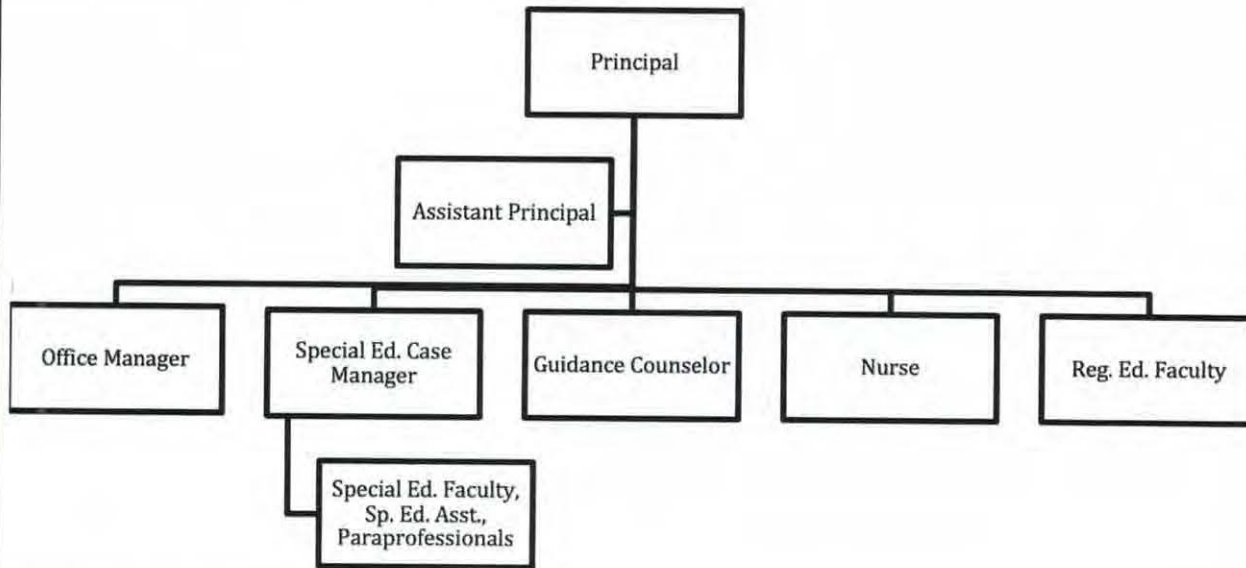 Principal
Assistant Principal
Office Manager
Special Ed. Case
Manager
Guidance Counselor
Nurse
Reg. Ed. Faculty
Special Ed. Faculty,
Sp. Ed. Asst.,
Paraprofessionals